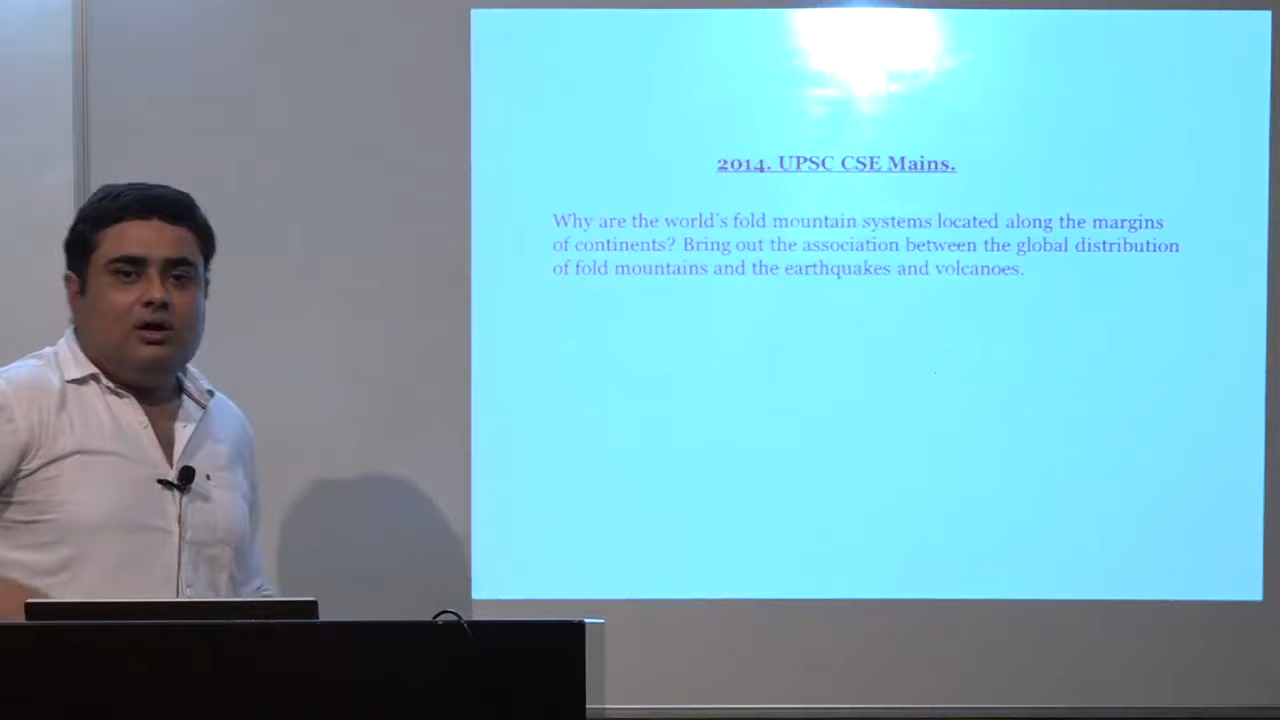 2014. UPSC CSE Mains.
Why are the world's fold mountain systems located along the margins
of continents? Bring out the association between the global distribution
of fold mountains and the earthquakes and volcanoes.